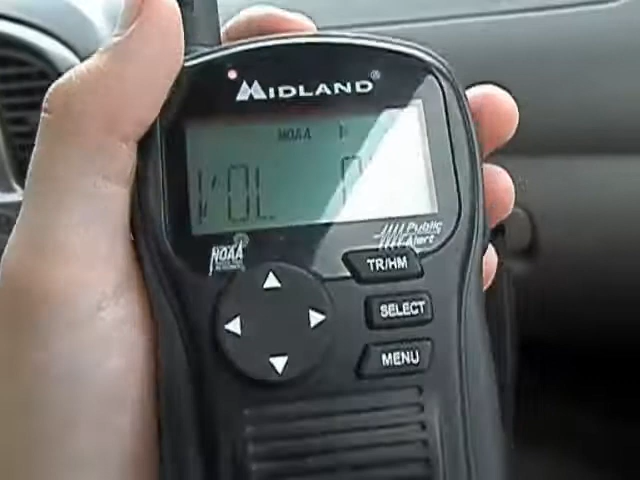 MIDLAND®
NOAA
VOL
NOAA
Public
Alert
TR/HM
SELECT
MENU